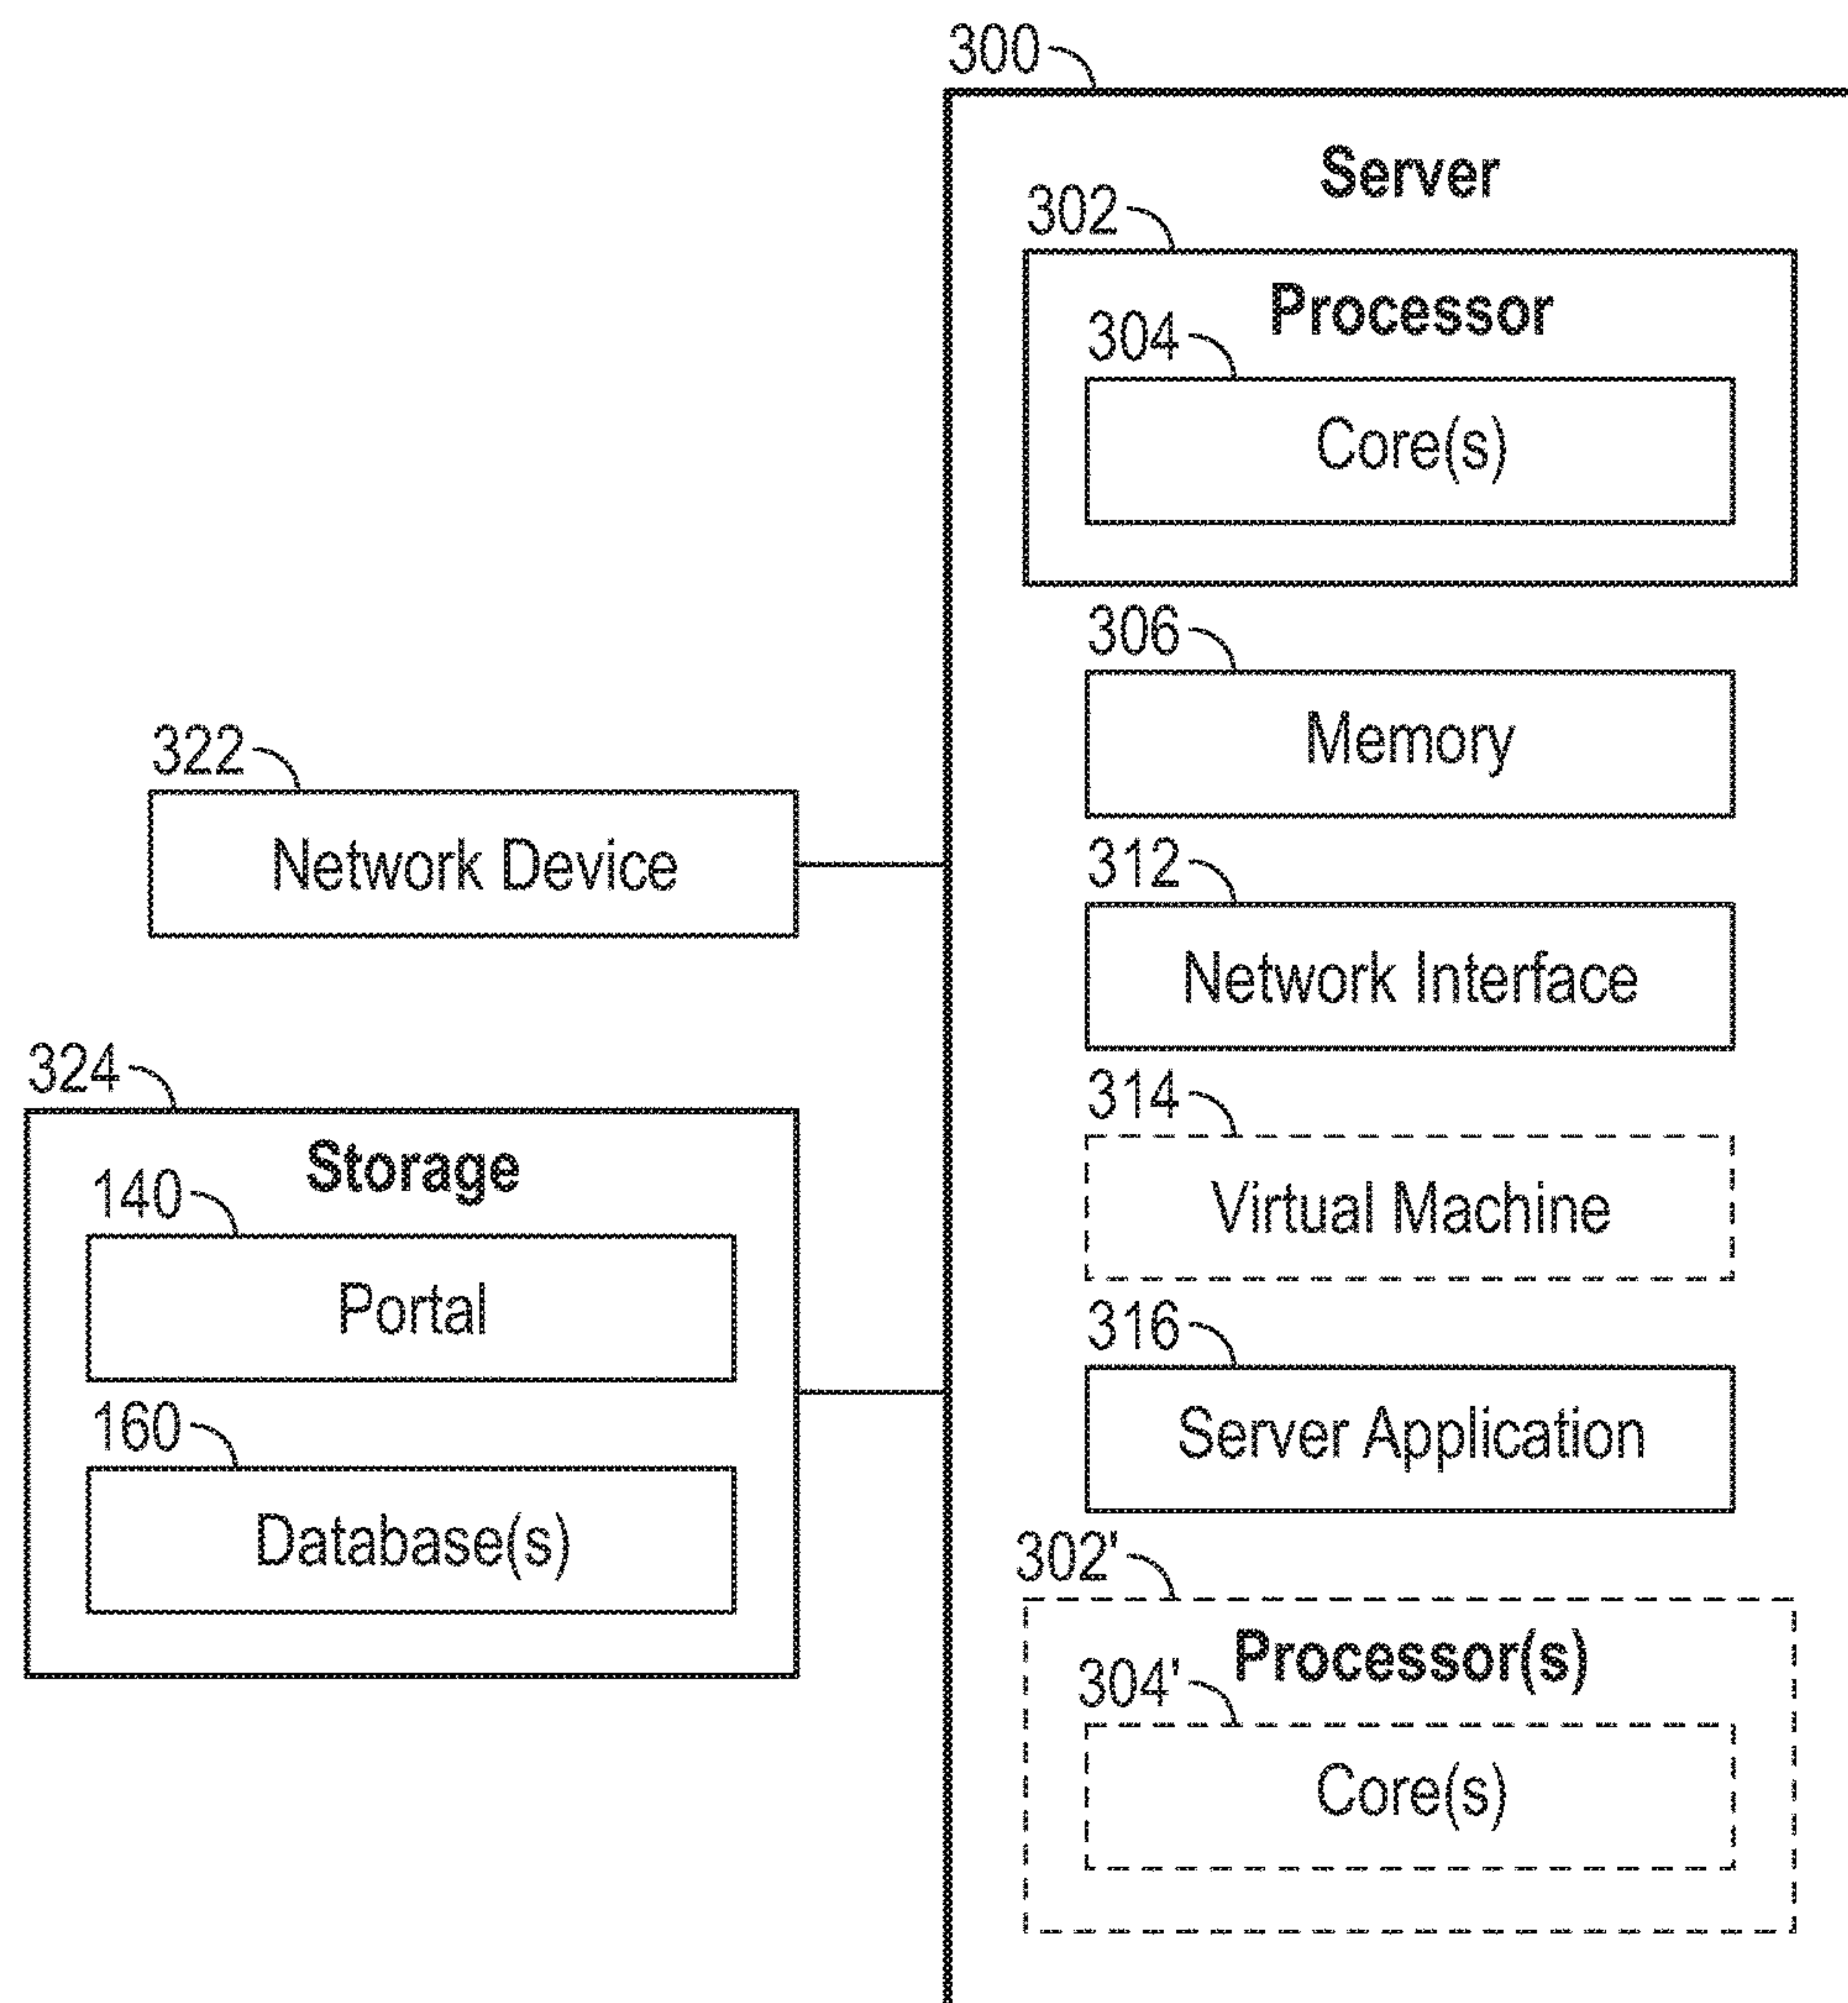 300
Server
302
Processor
304
Core(s)
306
Memory
322
Network Device
312
Network Interface
324
Storage
140
Portal
160
Database(s)
314
Virtual Machine
316
Server Application
302'
Processor(s)
304'
Core(s)